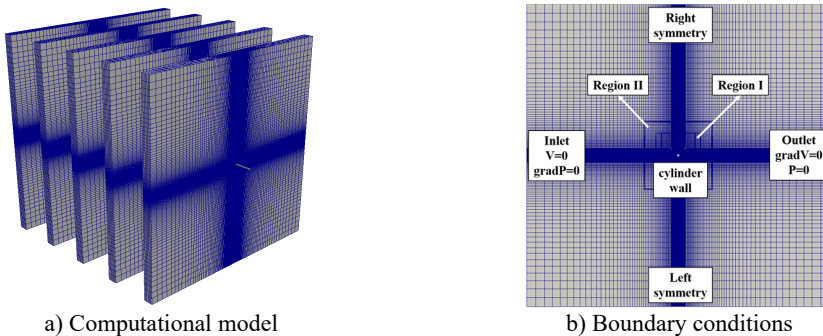 Right
symmetry
Region II
Region I
Inlet
V=0
gradP=0
Outlet
gradV=0
P=0
cylinder
wall
Left
symmetry
a) Computational model
b) Boundary conditions